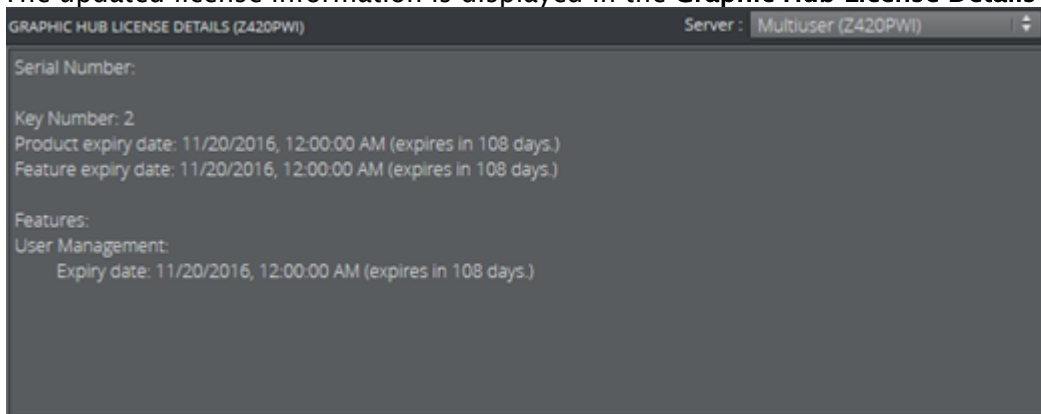 The updated license information is displayed in the Graphic Hub License Details
GRAPHIC HUB LICENSE DETAILS (Z420PWI) Server : Multiuser (Z420PWI)
Serial Number:
Key Number: 2
Product expiry date: 11/20/2016, 12:00:00 AM (expires in 108 days.)
Feature expiry date: 11/20/2016, 12:00:00 AM (expires in 108 days.)
Features:
User Management:
Expiry date: 11/20/2016, 12:00:00 AM (expires in 108 days.)